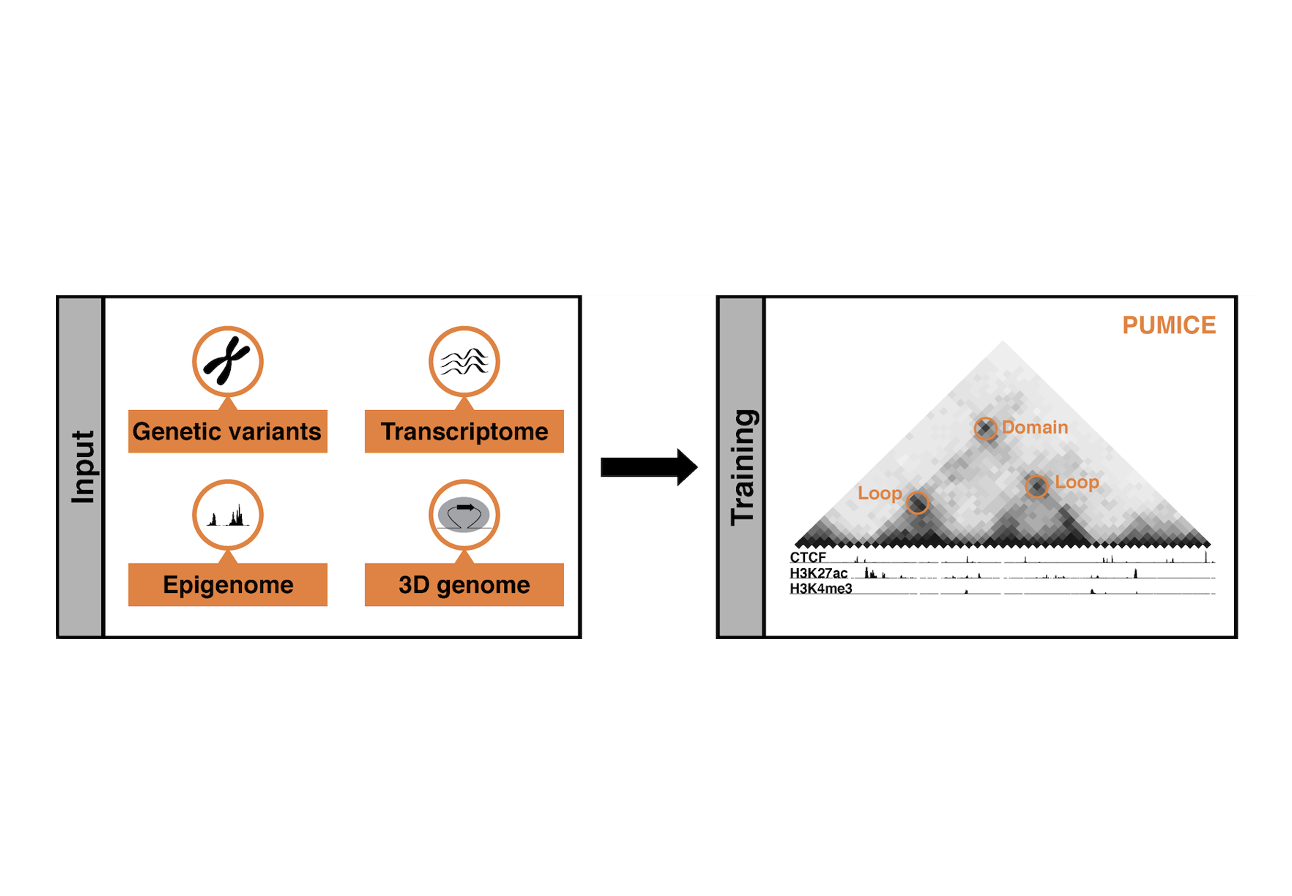 Input
Genetic variants
Transcriptome
Epigenome
3D genome
Training
PUMICE
Domain
Loop
Loop
CTCF
H3K27ac
H3K4me3